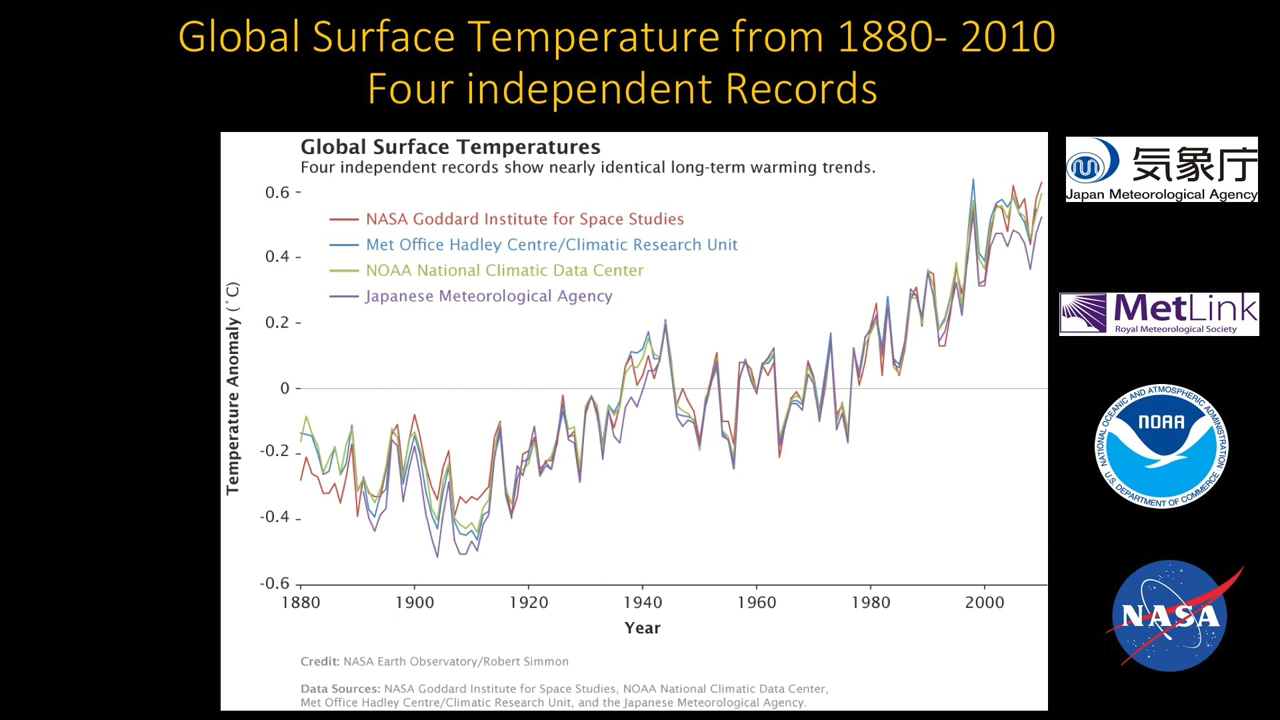 Global Surface Temperature from 1880- 2010
Four independent Records
Global Surface Temperatures
Four independent records show nearly identical long-term warming trends.
0.6
0.4
0.2
0
-0.2
-0.4
-0.6
Temperature Anomaly (˚C)
NASA Goddard Institute for Space Studies
Met Office Hadley Centre/Climatic Research Unit
NOAA National Climatic Data Center
Japanese Meteorological Agency
1880 1900 1920 1940 1960 1980 2000
Year
Credit: NASA Earth Observatory/Robert Simmon
Data Sources: NASA Goddard Institute for Space Studies, NOAA National Climatic Data Center,
Met Office Hadley Centre/Climatic Research Unit, and the Japanese Meteorological Agency.
気象庁
Japan Meteorological Agency
MetLink
Royal Meteorological Society
NATIONAL OCEANIC AND ATMOSPHERIC ADMINISTRATION
NOAA
U.S. DEPARTMENT OF COMMERCE
NASA